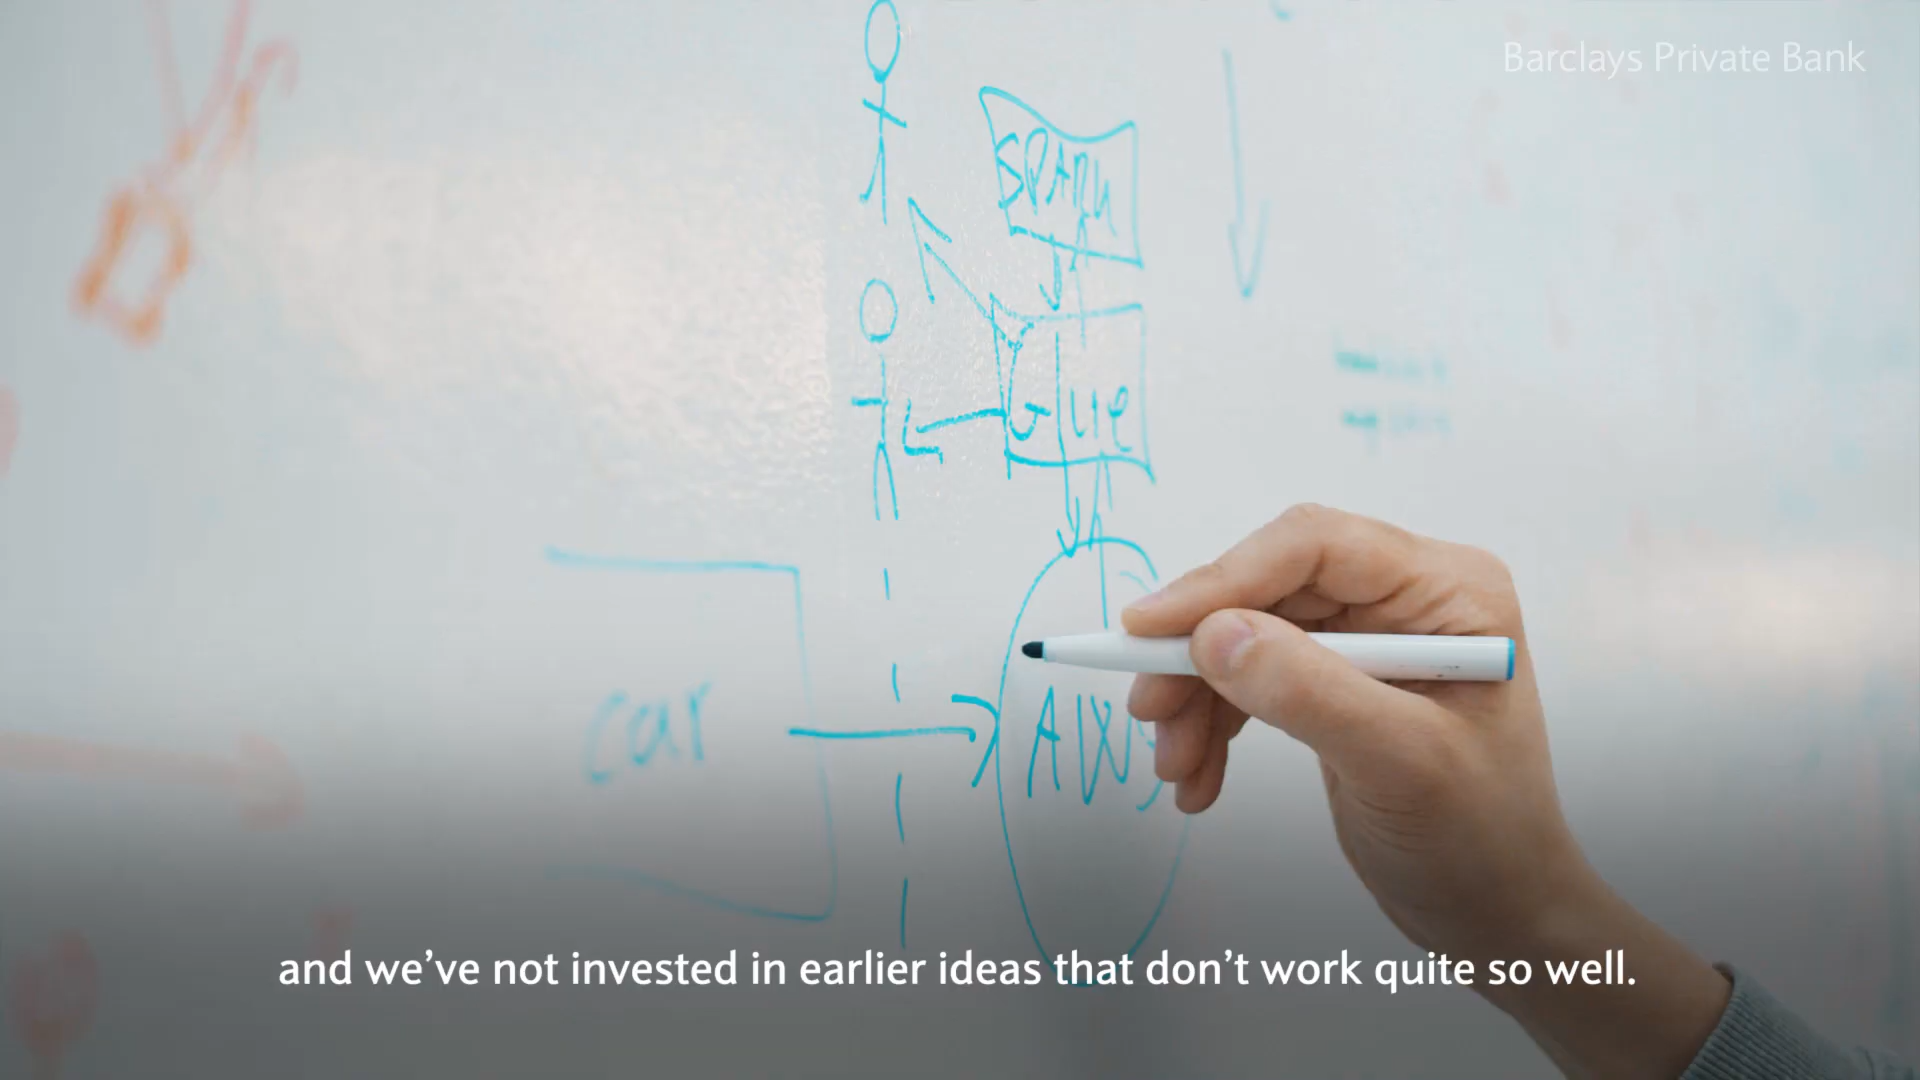 Barclays Private Bank
SPARK
Glue
car
AWS
and we’ve not invested in earlier ideas that don’t work quite so well.